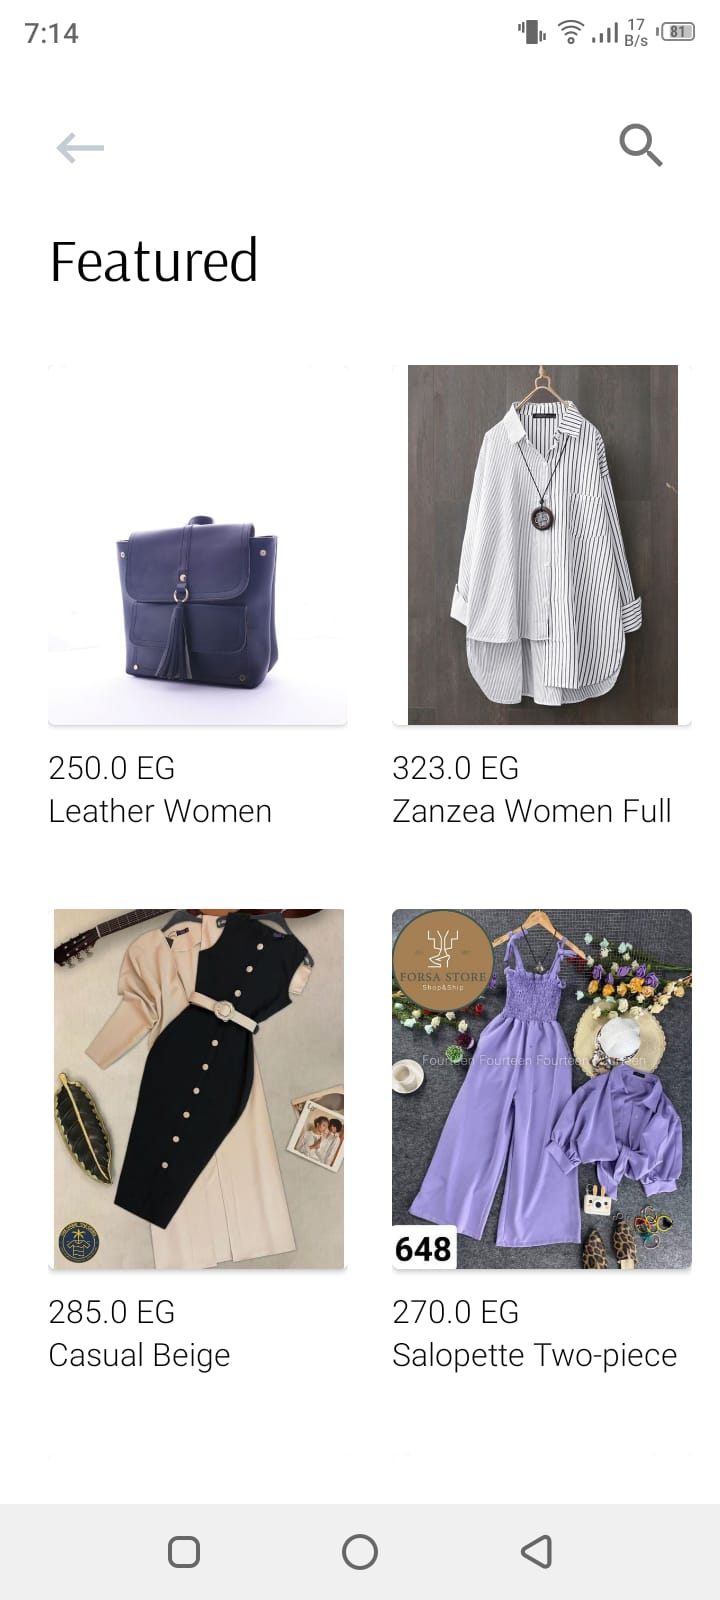 7:14
17
B/s
81
Featured
250.0 EG
Leather Women
323.0 EG
Zanzea Women Full
FORSA STORE
Shop&Ship
Fourteen Fourteen Fourteen
648
285.0 EG
Casual Beige
270.0 EG
Salopette Two-piece